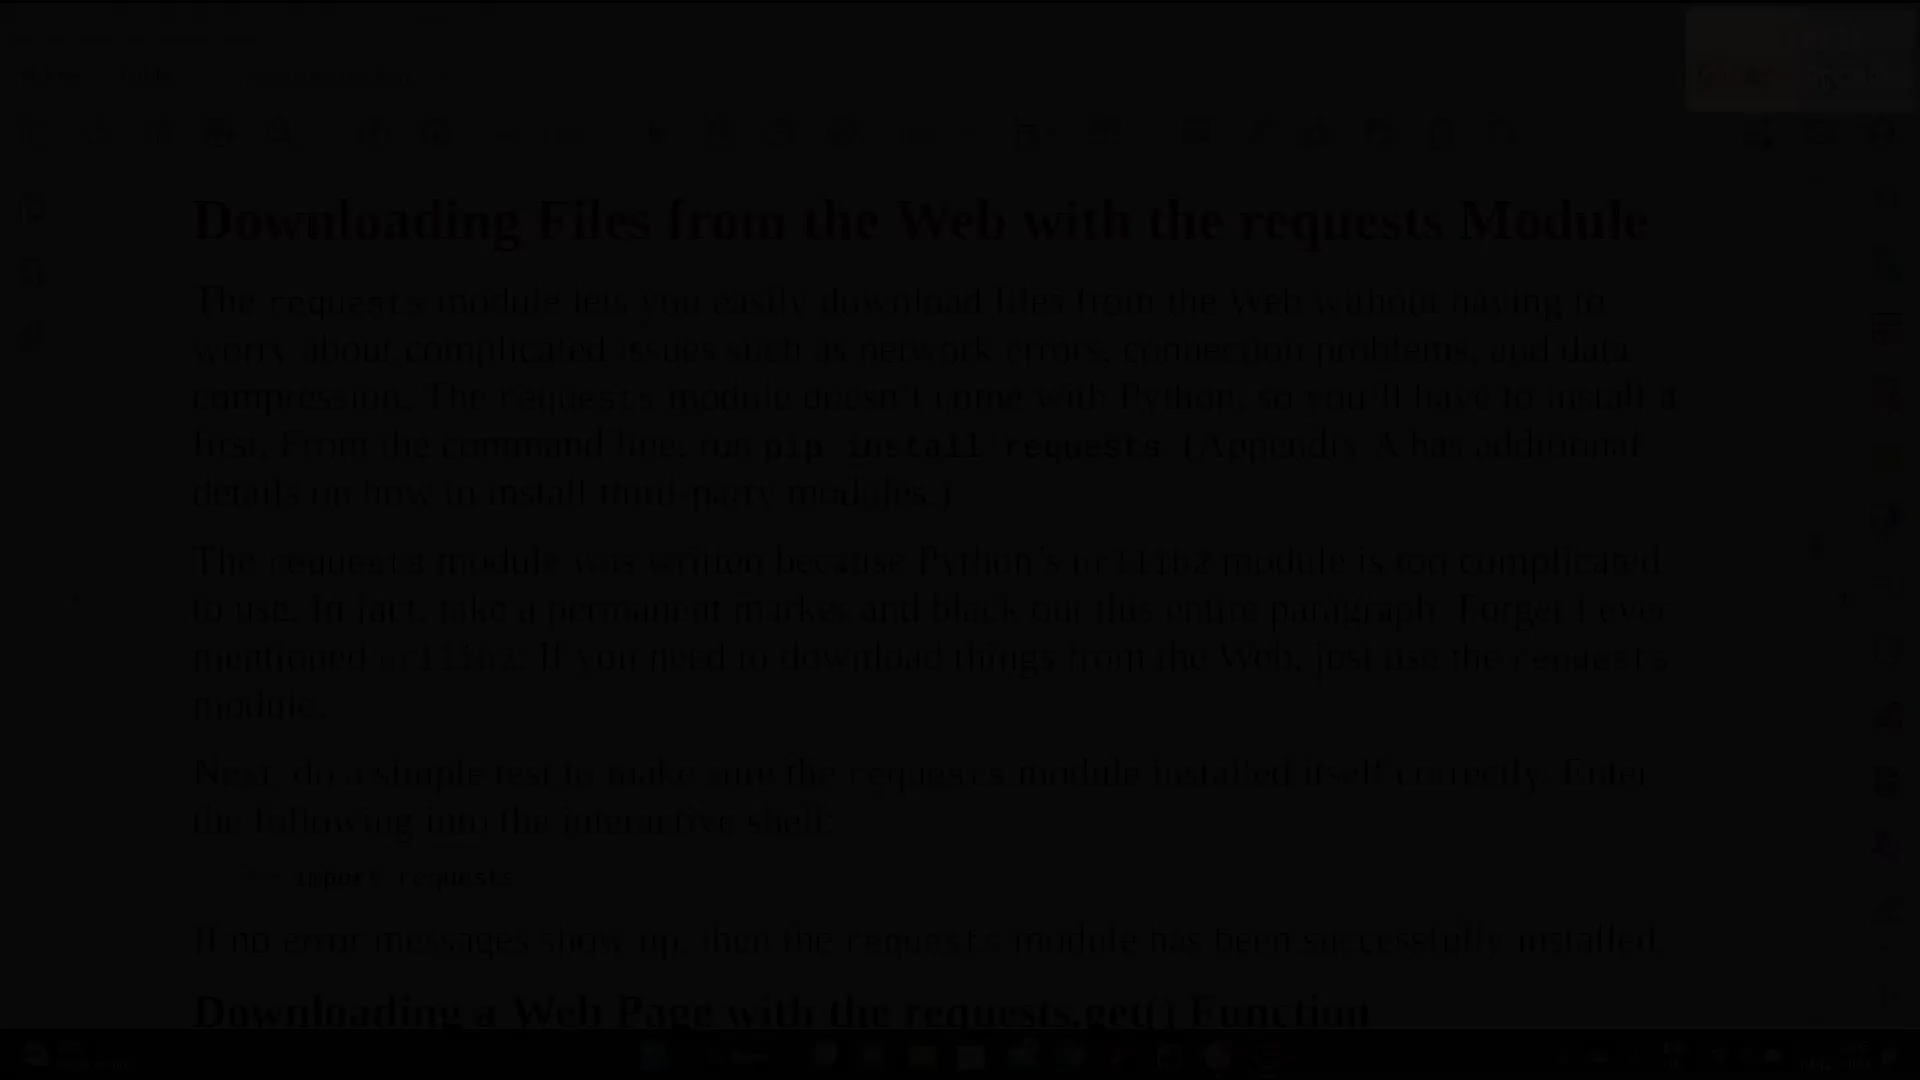 Downloading Files from the Web with the requests Module
The requests module lets you easily download files from the Web without having to
worry about complicated issues such as network errors, connection problems, and data
compression. The requests module doesn't come with Python, so you'll have to install it
first. From the command line, run pip install requests (Appendix A has additional
details on how to install third-party modules.)
The requests module was written because Python's urllib2 module is too complicated
to use. In fact, take a permanent marker and black out this entire paragraph. Forget I ever
mentioned urllib2. If you need to download things from the Web, just use the requests
module.
Next, do a simple test to make sure the requests module installed itself correctly. Enter
the following into the interactive shell:
import requests
If no error messages show up, then the requests module has been successfully installed.
Downloading a Web Page with the requests.get() Function